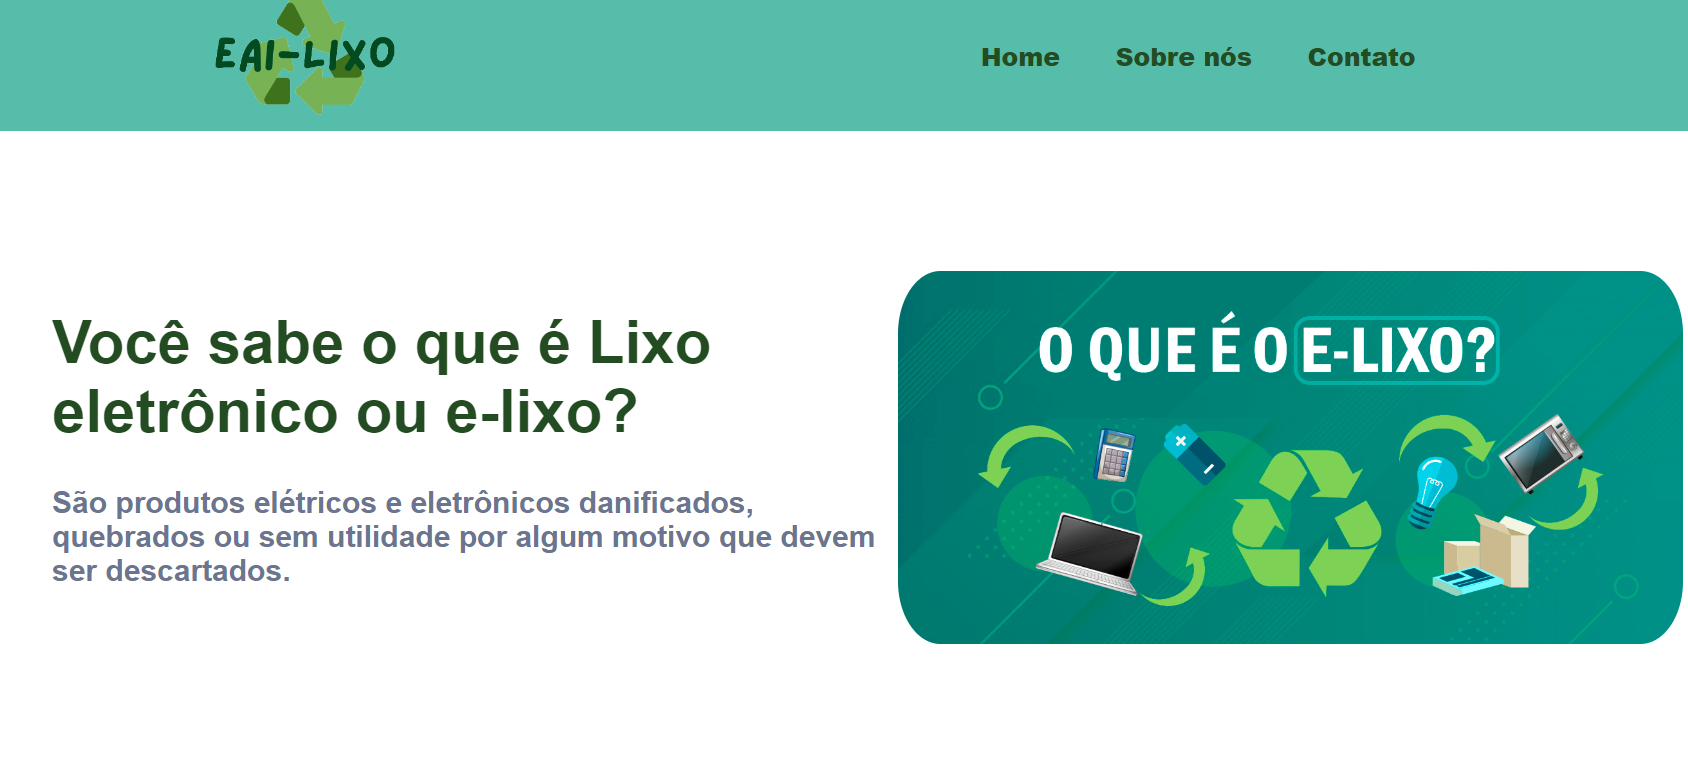 EAI-LIXO
Home Sobre nós Contato
Você sabe o que é Lixo
eletrônico ou e-lixo?
São produtos elétricos e eletrônicos danificados,
quebrados ou sem utilidade por algum motivo que devem
ser descartados.
O QUE É O E-LIXO?